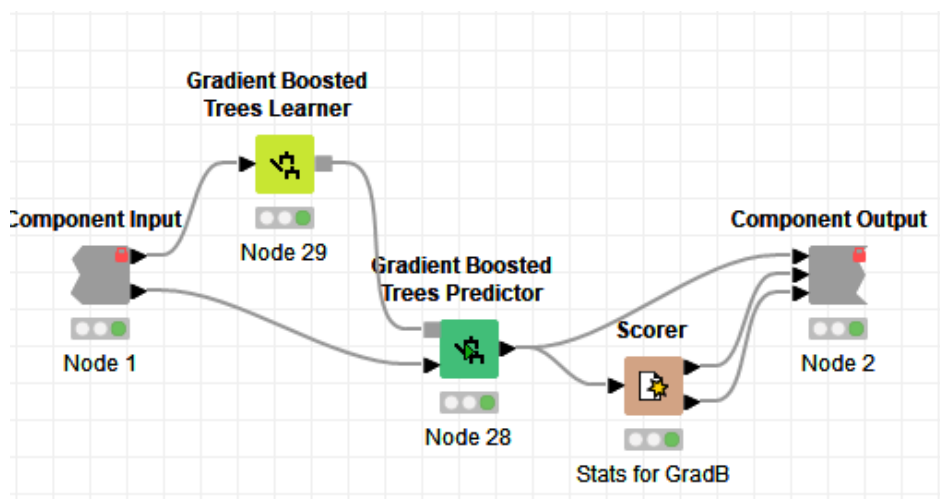 Gradient Boosted
Trees Learner
Component Input
Node 29
Component Output
Gradient Boosted
Trees Predictor
Node 1
Scorer
Node 2
Node 28
Stats for GradB